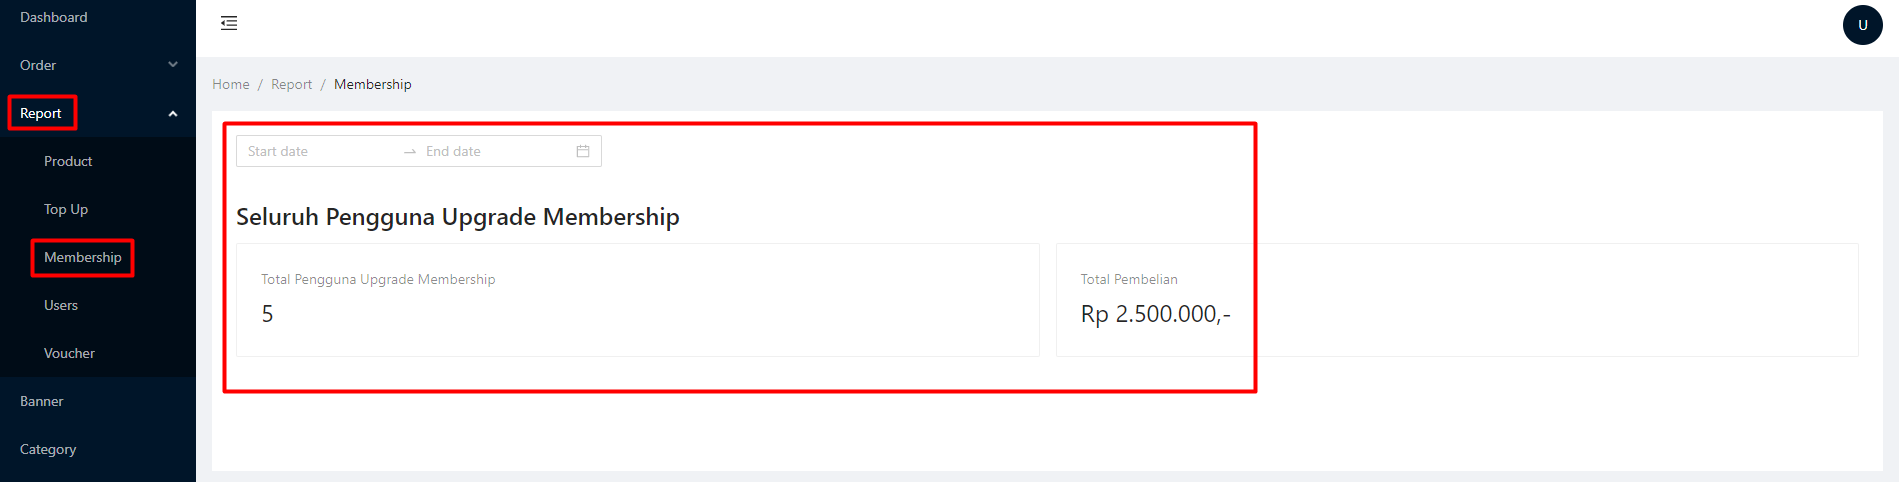 Dashboard
Order
Report
Product
Top Up
Membership
Users
Voucher
Banner
Category
U
Home / Report / Membership
Start date → End date
Seluruh Pengguna Upgrade Membership
Total Pengguna Upgrade Membership
5
Total Pembelian
Rp 2.500.000,-